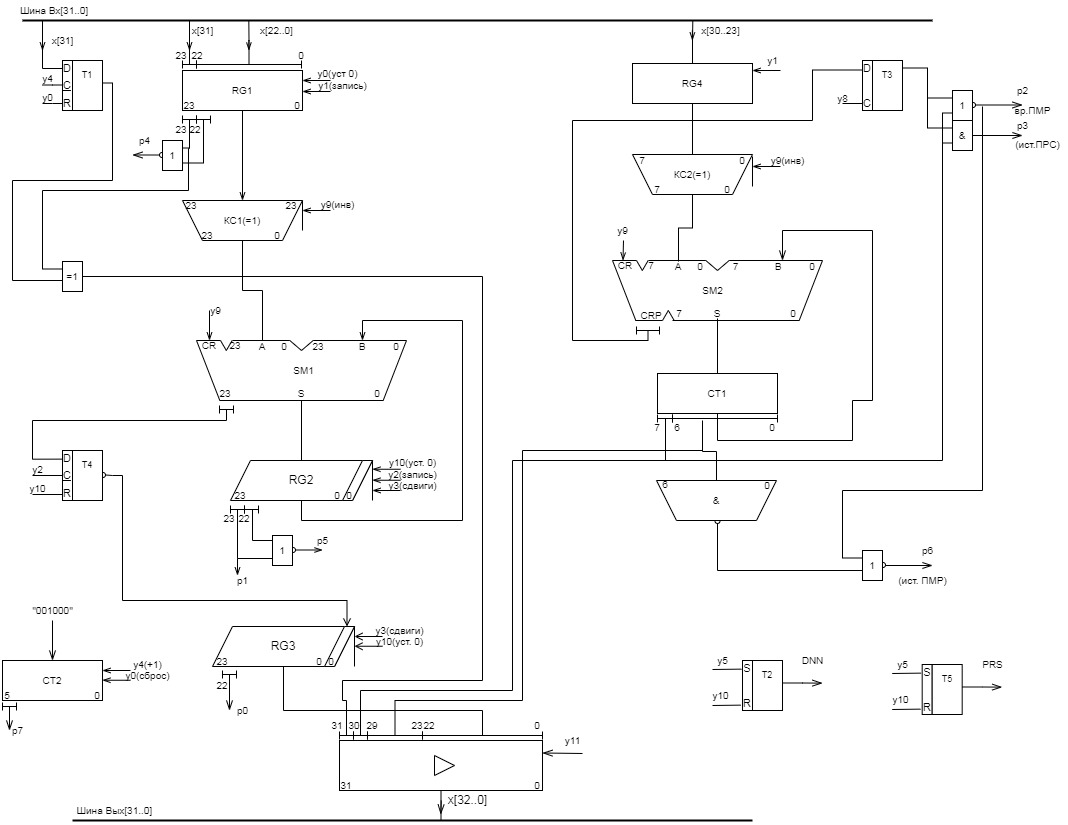 Шина Вх[31..0]
x[31]
x[31]
x[22..0]
x[30..23]
D
C
R
T1
y4
y0
23 22
0
RG1
23
0
y0(уст 0)
y1(запись)
23 22
p4
1
y1
RG4
D
C
T3
y8
1
&
p2
вр.ПМР
p3
(ист.ПРС)
7
0
КС2(=1)
7
0
y9(инв)
23
23
КС1(=1)
23
0
y9(инв)
=1
y9
CR
7
A
0
7
B
0
SM2
CRP
7
S
0
y9
CR
23
A
0
23
B
0
SM1
23
S
0
CT1
7
6
0
D
C
R
T4
y2
y10
RG2
23
0
0
y10(уст. 0)
y2(запись)
y3(сдвиги)
23 22
1
p5
p1
6
0
&
1
p6
(ист. ПМР)
"001000"
CT2
5
0
y4(+1)
y0(сброс)
p7
RG3
23
0
0
y3(сдвиги)
y10(уст. 0)
22
p0
y5
y10
S
R
T2
DNN
y5
y10
S
R
T5
PRS
31
30
29
23 22
0
31
0
y11
x[32..0]
Шина Вых[31..0]